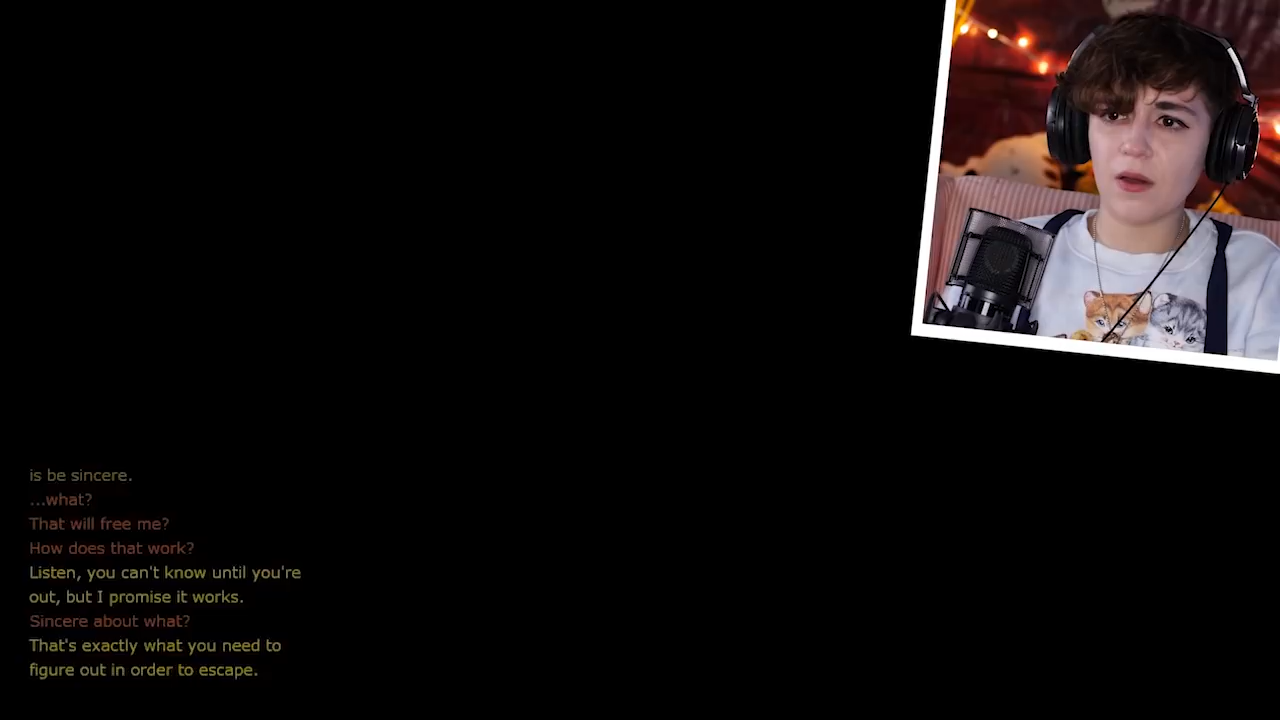 is be sincere.
...what?
That will free me?
How does that work?
Listen, you can't know until you're
out, but I promise it works.
Sincere about what?
That's exactly what you need to
figure out in order to escape.